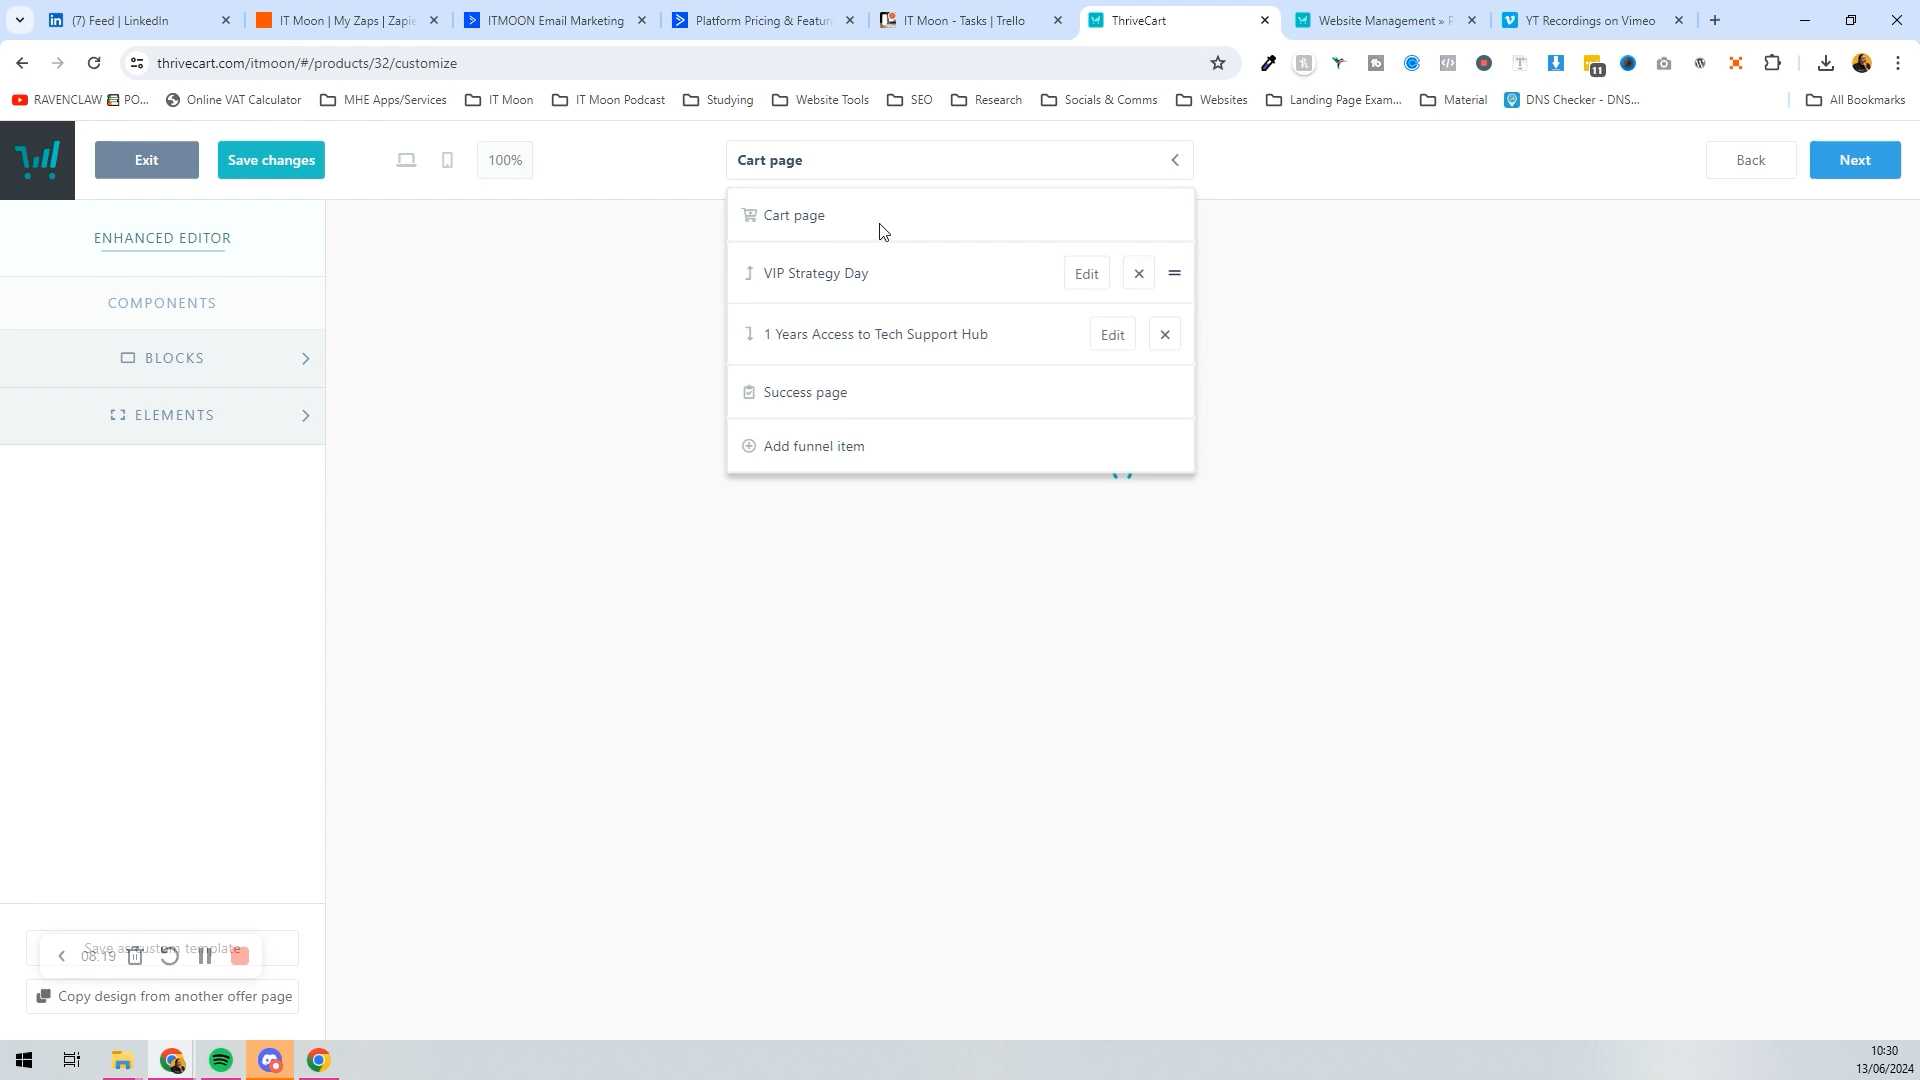 (7) Feed | LinkedIn
IT Moon | My Zaps | Zapie
ITMOON Email Marketing
Platform Pricing & Featur
IT Moon - Tasks | Trello
ThriveCart
Website Management » P
YT Recordings on Vimeo
thrivecart.com/itmoon/#/products/32/customize
11
RAVENCLAW PO...
Online VAT Calculator
MHE Apps/Services
IT Moon
IT Moon Podcast
Studying
Website Tools
SEO
Research
Socials & Comms
Websites
Landing Page Exam...
Material
DNS Checker - DNS...
All Bookmarks
Exit
Save changes
100%
Cart page
Back
Next
Cart page
ENHANCED EDITOR
VIP Strategy Day
Edit
COMPONENTS
1 Years Access to Tech Support Hub
Edit
BLOCKS
Success page
ELEMENTS
Add funnel item
Save as custom template
08:19
Copy design from another offer page
10:30
13/06/2024